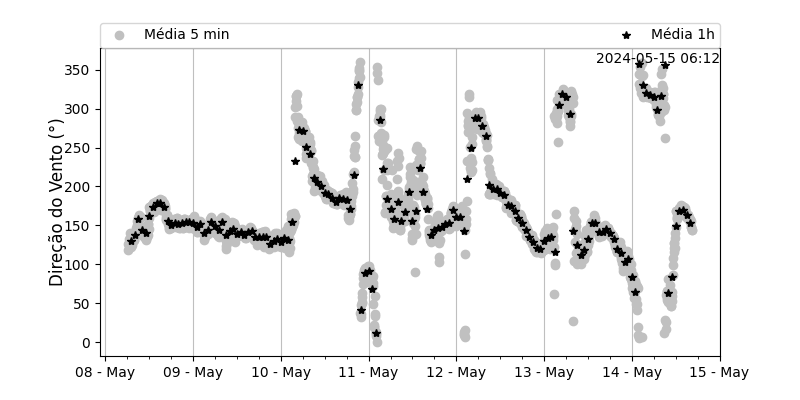 Média 5 min
Média 1h
2024-05-15 06:12
Direção do Vento (°)
350
300
250
200
150
100
50
0
08 - May
09 - May
10 - May
11 - May
12 - May
13 - May
14 - May
15 - May